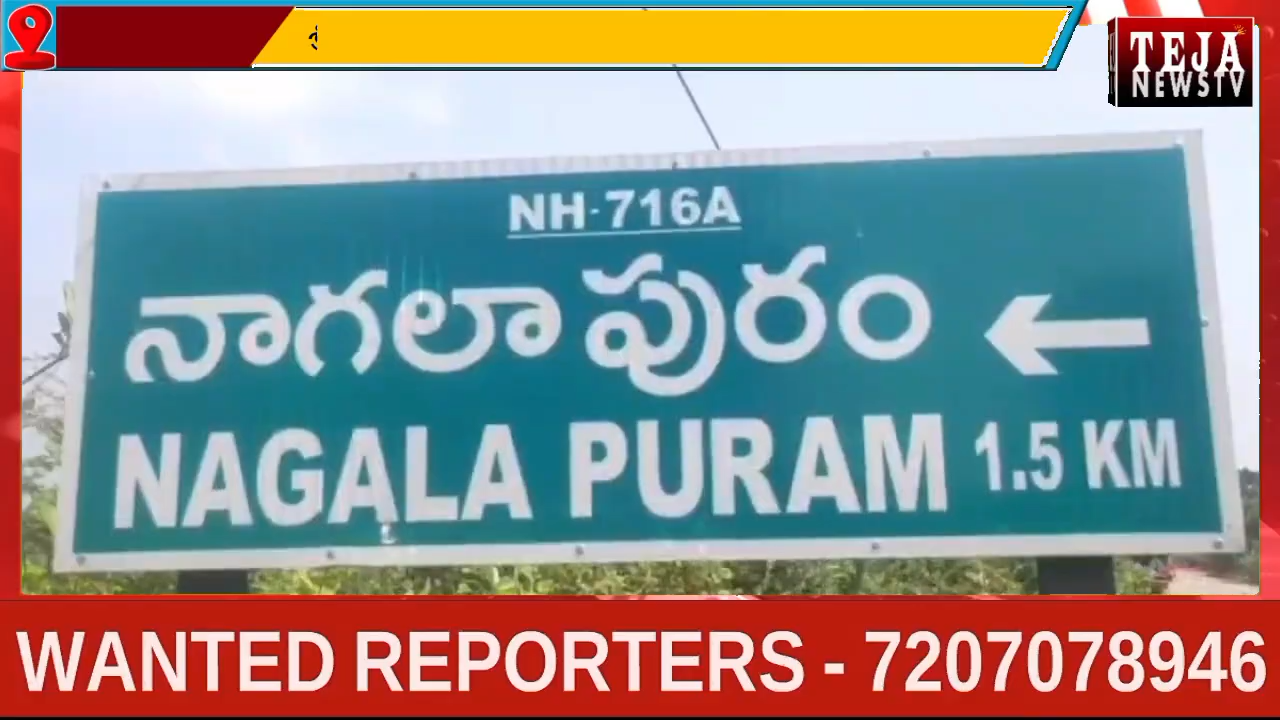 TEJA
NEWSTV
NH-716A
నాగలా పురం
NAGALA PURAM 1.5 KM
WANTED REPORTERS - 7207078946